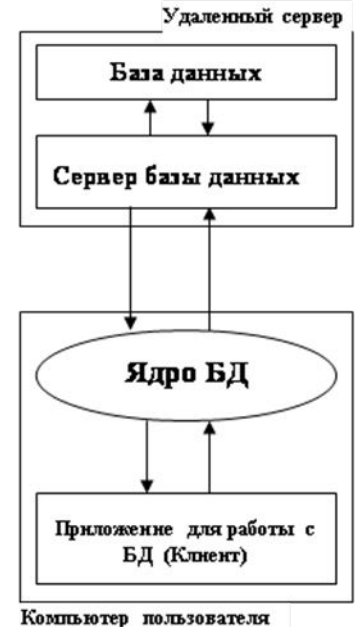 Удаленный сервер
База данных
Сервер базы данных
Ядро БД
Приложение для работы с
БД (Клиент)
Компьютер пользователя